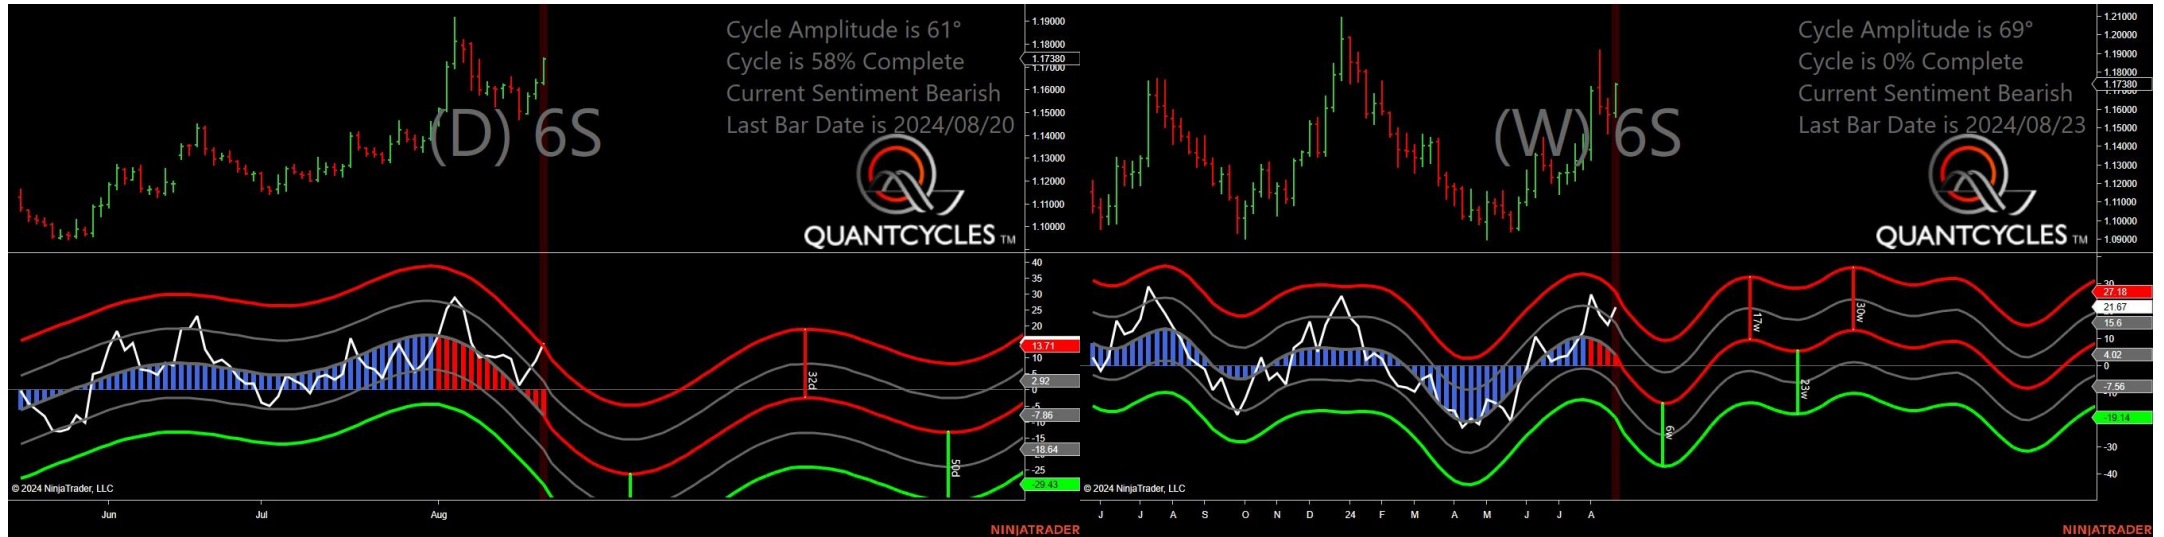 Cycle Amplitude is 61°
Cycle is 58% Complete
Current Sentiment Bearish
Last Bar Date is 2024/08/20
(D) 6S
QUANTCYCLES TM
1.19000
1.18000
1.17380
1.17000
1.16000
1.15000
1.14000
1.13000
1.12000
1.11000
1.10000
40
35
30
25
20
13.71
10
5
2.92
0
-5
-7.86
-10
-15
-18.64
-25
-29.43
32d
50d
© 2024 NinjaTrader, LLC
Jun
Jul
Aug
NINJATRADER
Cycle Amplitude is 69°
Cycle is 0% Complete
Current Sentiment Bearish
Last Bar Date is 2024/08/23
(W) 6S
QUANTCYCLES TM
1.21000
1.20000
1.19000
1.18000
1.17380
1.15000
1.14000
1.13000
1.12000
1.11000
1.10000
1.09000
30
27.18
21.67
15.6
10
4.02
0
-7.56
-10
-19.14
-30
-40
6w
17w
23w
30w
© 2024 NinjaTrader, LLC
J
J
A
S
O
N
D
24
F
M
A
M
J
J
A
NINJATRADER